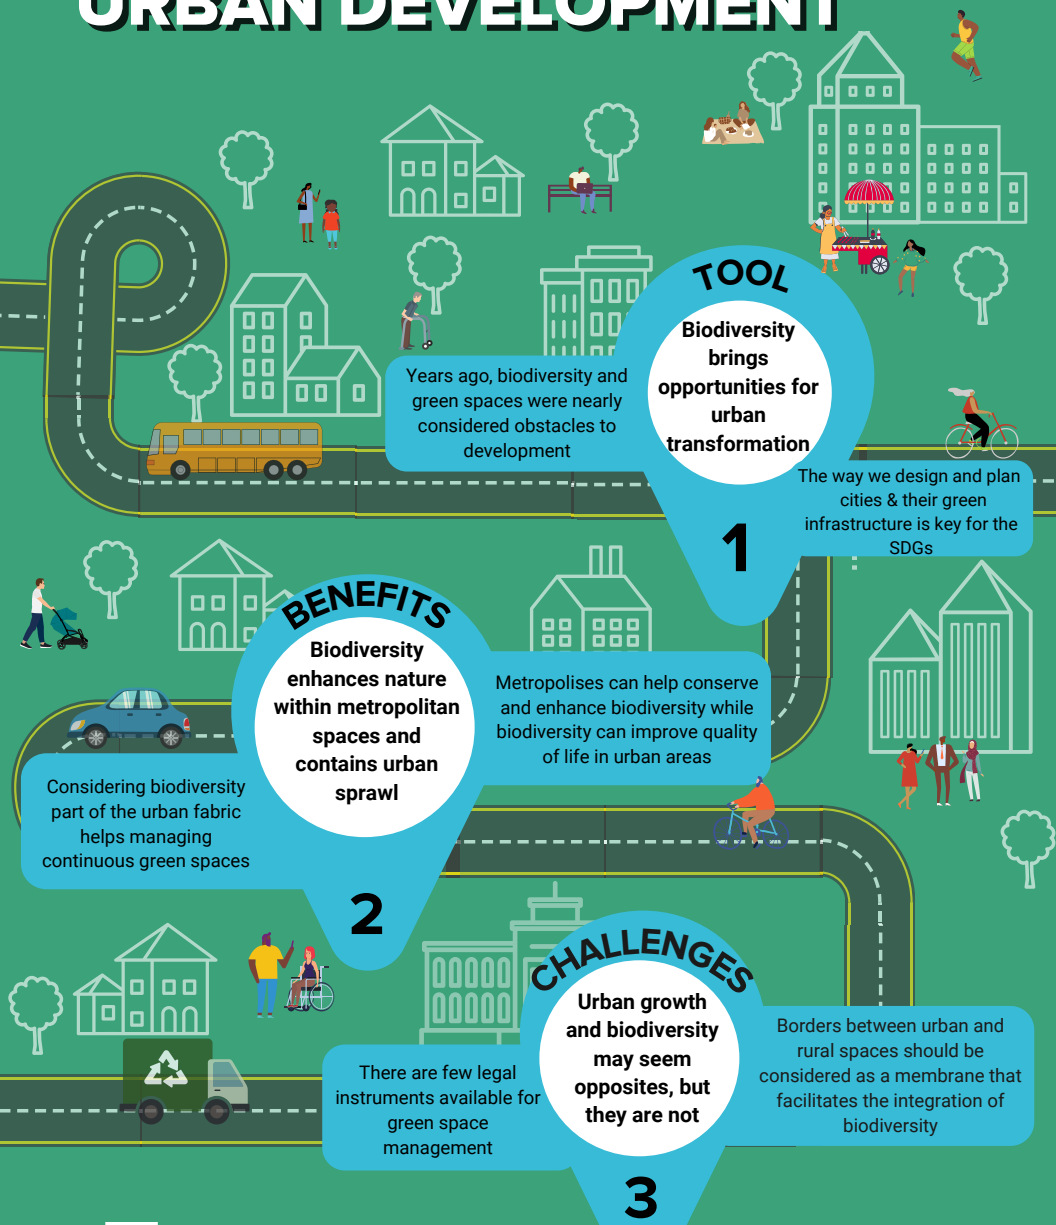 URBAN DEVELOPMENT
TOOL
Biodiversity
brings
opportunities for
urban
transformation
Years ago, biodiversity and
green spaces were nearly
considered obstacles to
development
The way we design and plan
cities & their green
infrastructure is key for the
SDGs
1
BENEFITS
Biodiversity
enhances nature
within metropolitan
spaces and
contains urban
sprawl
Metropolises can help conserve
and enhance biodiversity while
biodiversity can improve quality
of life in urban areas
Considering biodiversity
part of the urban fabric
helps managing
continuous green spaces
2
CHALLENGES
Urban growth
and biodiversity
may seem
opposites, but
they are not
Borders between urban and
rural spaces should be
considered as a membrane that
facilitates the integration of
biodiversity
There are few legal
instruments available for
green space
management
3